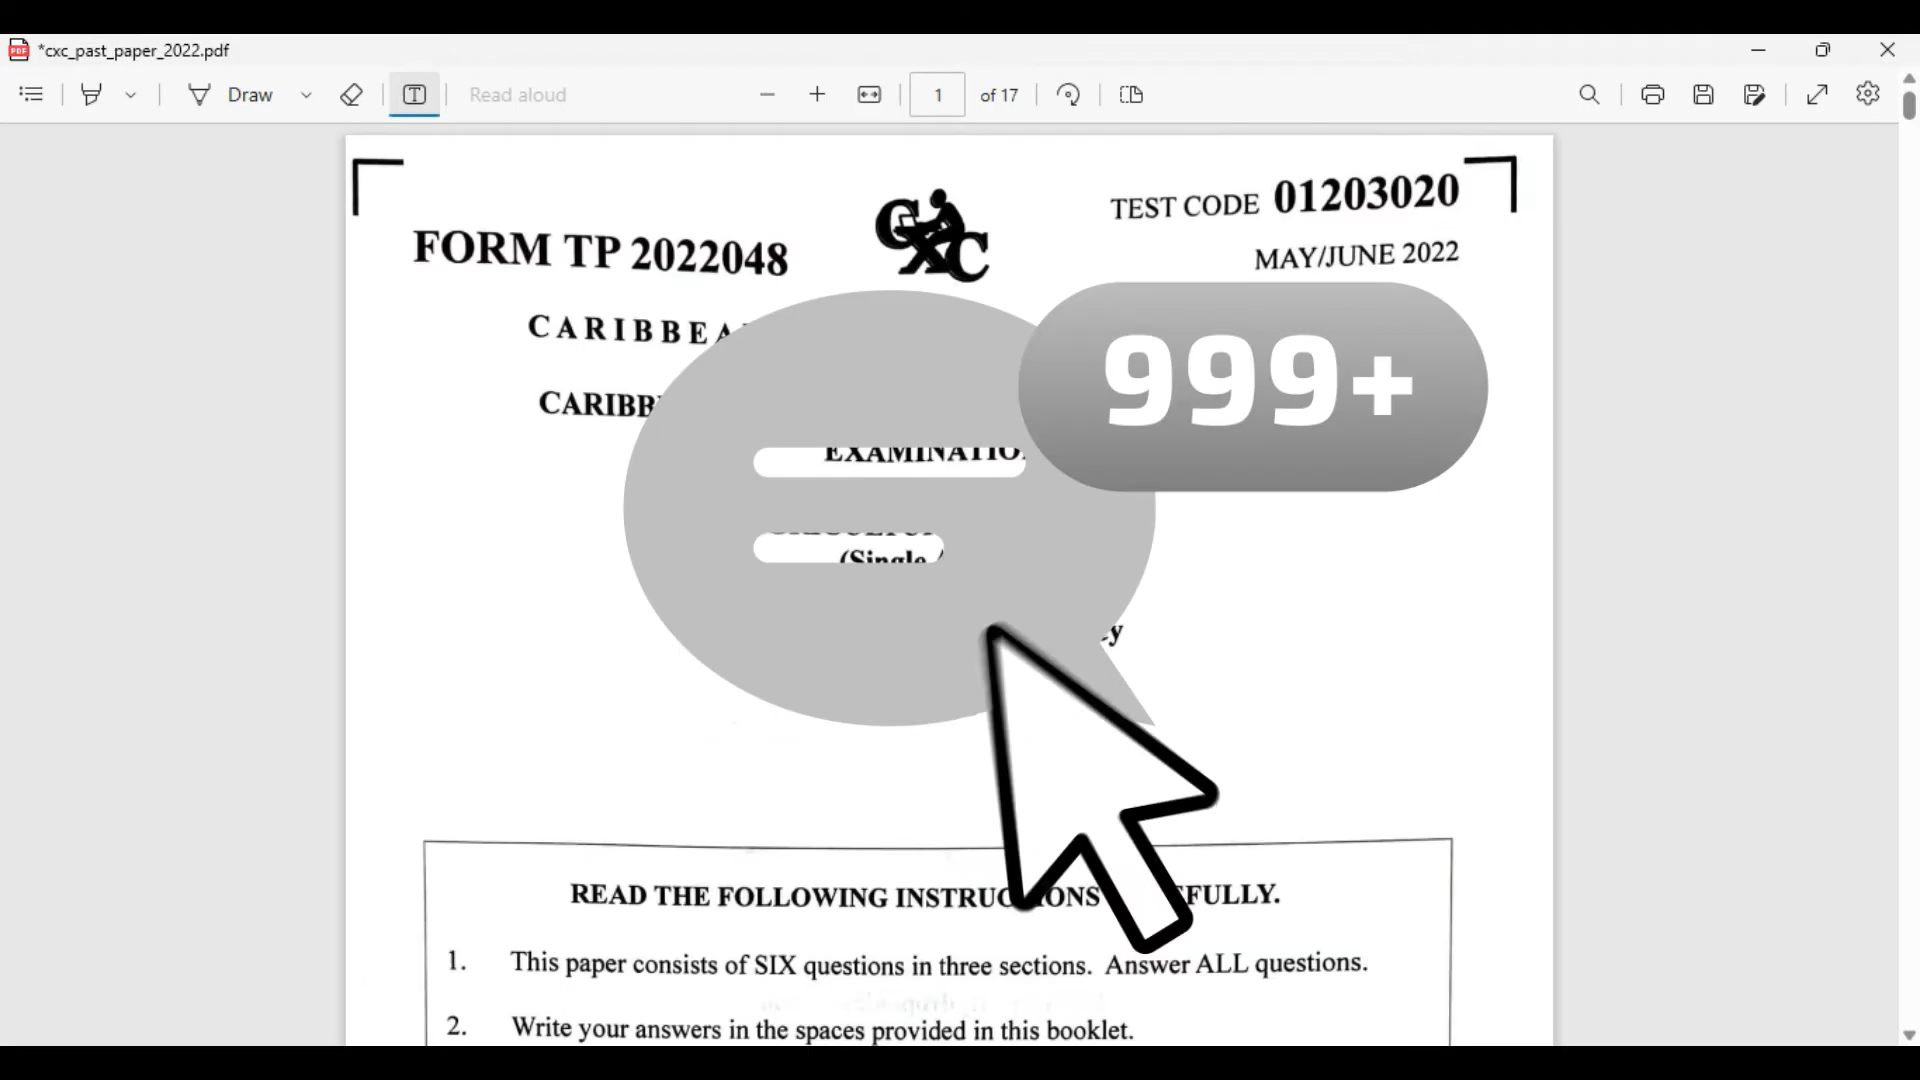 *cxc_past_paper_2022.pdf
Draw
Read aloud
1 of 17
TEST CODE 01203020
FORM TP 2022048
CXC
MAY/JUNE 2022
999+
READ THE FOLLOWING
1. This paper consists of SIX questions in three sections. Answer ALL questions.
2. Write your answers in the spaces provided in this booklet.